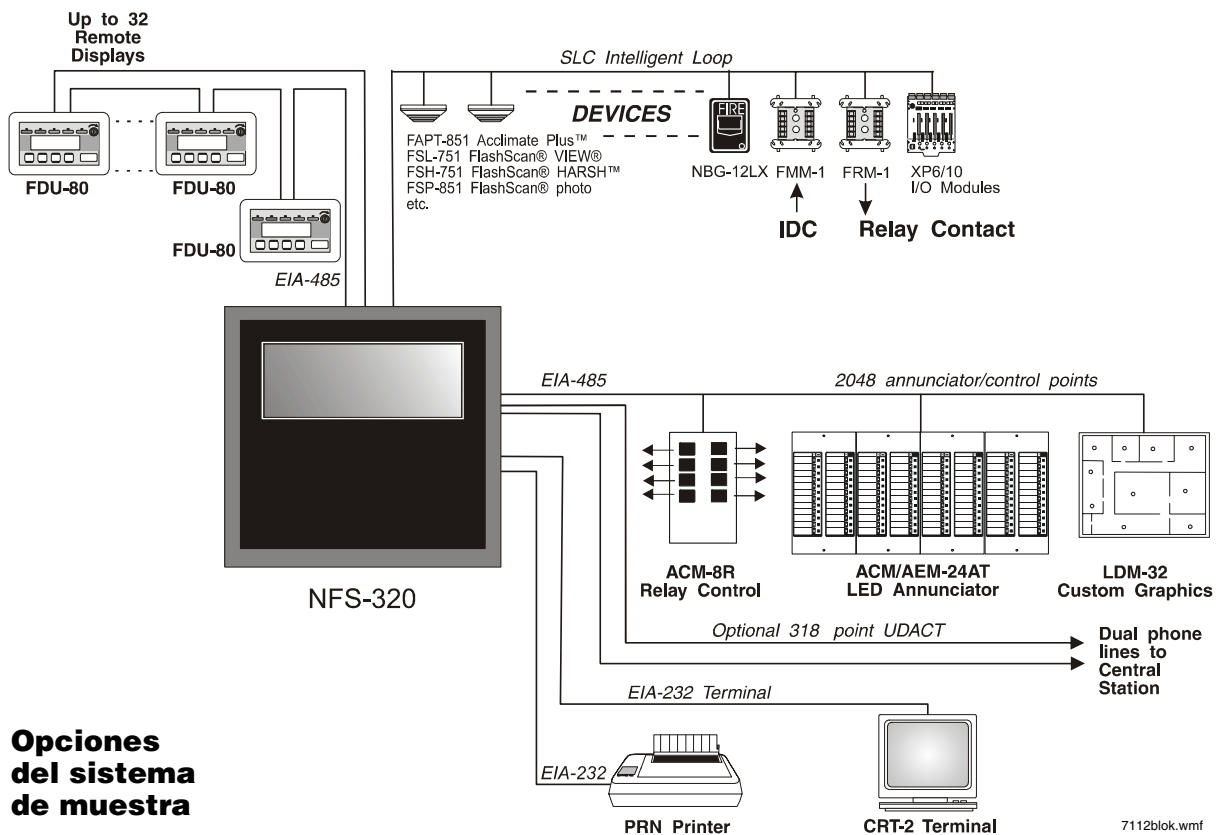 Up to 32
Remote
Displays
FDU-80
FDU-80
FDU-80
EIA-485
SLC Intelligent Loop
DEVICES
FAPT-851 Acclimate Plus™
FSL-751 FlashScan® VIEW®
FSH-751 FlashScan® HARSH™
FSP-851 FlashScan® photo
etc.
FIRE
NBG-12LX
FMM-1
FRM-1
XP6/10
I/O Modules
IDC
Relay Contact
NFS-320
EIA-485
2048 annunciator/control points
ACM-8R
Relay Control
ACM/AEM-24AT
LED Annunciator
LDM-32
Custom Graphics
Optional 318 point UDACT
Dual phone
lines to
Central
Station
EIA-232 Terminal
EIA-232
PRN Printer
CRT-2 Terminal
Opciones
del sistema
de muestra
7112blok.wmf